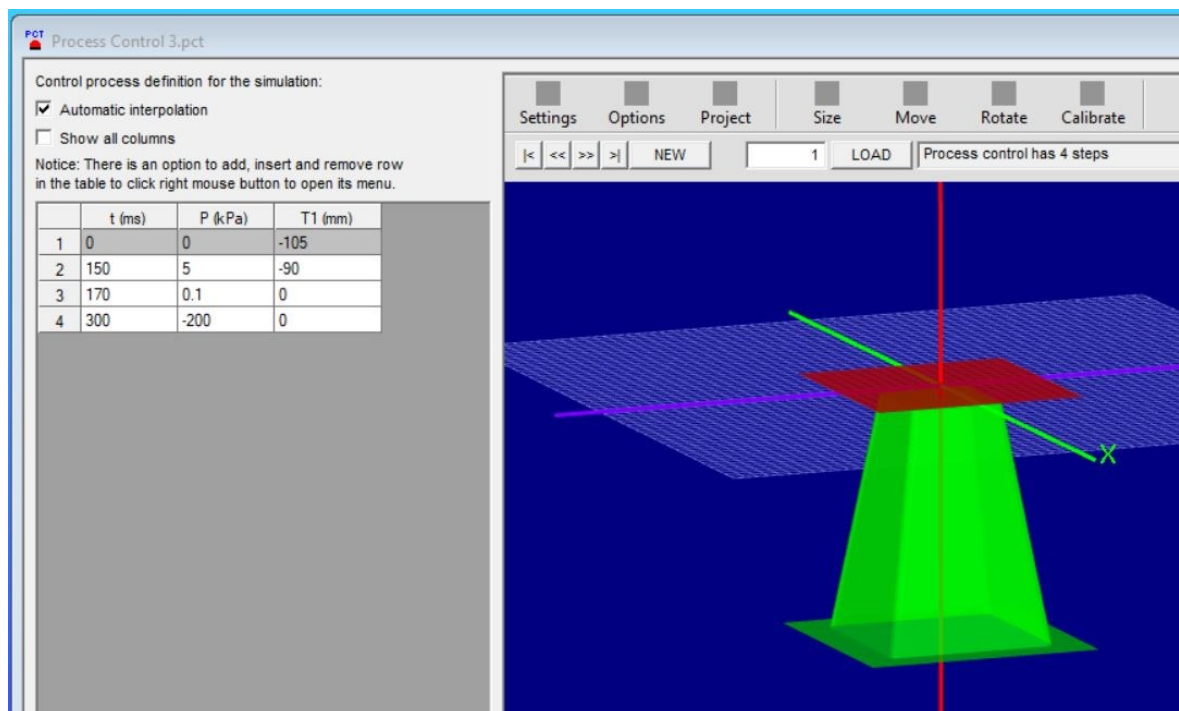 PCT Process Control 3.pct
Control process definition for the simulation:
Automatic interpolation
Show all columns
Notice: There is an option to add, insert and remove row
in the table to click right mouse button to open its menu.
t (ms) P (kPa) T1 (mm)
1 0 0 -105
2 150 5 -90
3 170 0.1 0
4 300 -200 0
Settings Options Project Size Move Rotate Calibrate
|< << >> >| NEW 1 LOAD Process control has 4 steps
X